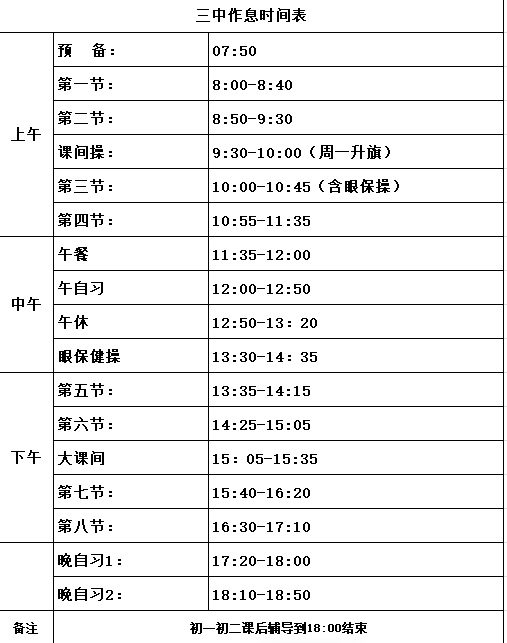 三中作息时间表
上午
预 备： 07:50
第一节： 8:00-8:40
第二节： 8:50-9:30
课间操： 9:30-10:00（周一升旗）
第三节： 10:00-10:45（含眼保操）
第四节： 10:55-11:35
中午
午餐 11:35-12:00
午自习 12:00-12:50
午休 12:50-13：20
眼保健操 13:30-14：35
下午
第五节： 13:35-14:15
第六节： 14:25-15:05
大课间 15：05-15:35
第七节： 15:40-16:20
第八节： 16:30-17:10
晚自习1： 17:20-18:00
晚自习2： 18:10-18:50
备注 初一初二课后辅导到18:00结束